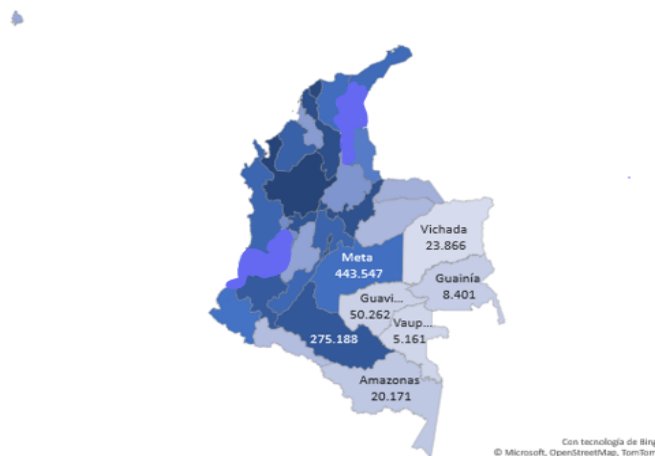 Vichada
23.866
Meta
443.547
Guainía
8.401
Guavi...
50.262
Vaup...
5.161
275.188
Amazonas
20.171
Con tecnología de Bing
© Microsoft, OpenStreetMap, TomTom